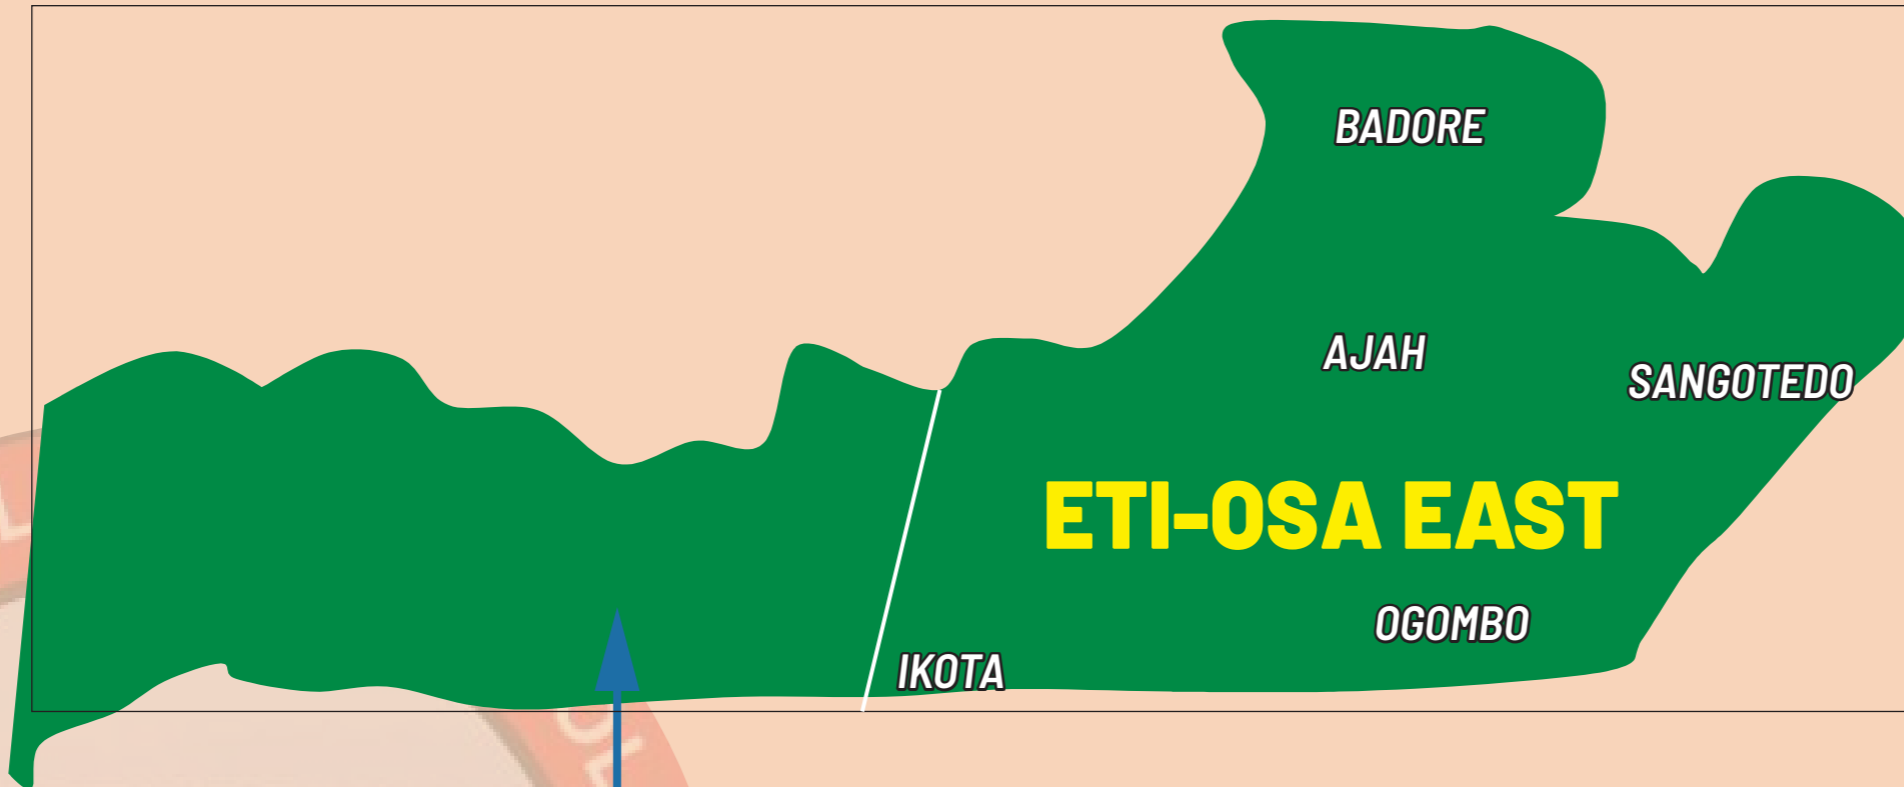 BADORE
AJAH
SANGOTEDO
ETI-OSA EAST
OGOMBO
IKOTA